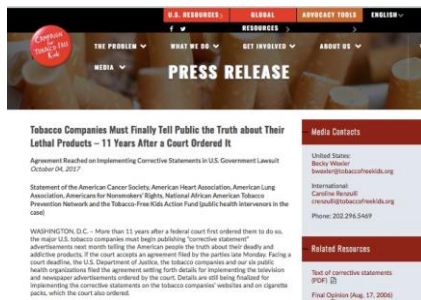 U.S. RESOURCES
GLOBAL
RESOURCES
ADVOCACY TOOLS
ENGLISH
Campaign
for
Tobacco-Free
Kids
THE PROBLEM
WHAT WE DO
GET INVOLVED
ABOUT US
MEDIA
PRESS RELEASE
Tobacco Companies Must Finally Tell Public the Truth about Their
Lethal Products – 11 Years After a Court Ordered It
Agreement Reached on Implementing Corrective Statements in U.S. Government Lawsuit
October 04, 2017
Statement of the American Cancer Society, American Heart Association, American Lung
Association, Americans for Nonsmokers' Rights, National African American Tobacco
Prevention Network and the Tobacco-Free Kids Action Fund (public health intervenors in the
case)
WASHINGTON, D.C. – More than 11 years after a federal court first ordered them to do so,
the major U.S. tobacco companies must begin publishing "corrective statement"
advertisements next month telling the American people the truth about their deadly and
addictive products, if the court accepts an agreement filed by the parties late Monday. Facing a
court deadline, the U.S. Department of Justice, the tobacco companies and our six public
health organizations filed the agreement setting forth details for implementing the television
and newspaper advertisements ordered by the court. Details are still being finalized for
implementing the corrective statements on the tobacco companies' websites and on cigarette
packs, which the court also ordered.
Media Contacts
United States:
Becky Wexler
bwexler@tobaccofreekids.org
International:
Caroline Renzulli
crenzulli@tobaccofreekids.org
Phone: 202.296.5469
Related Resources
Text of corrective statements
(PDF)
Final Opinion (Aug. 17, 2006)